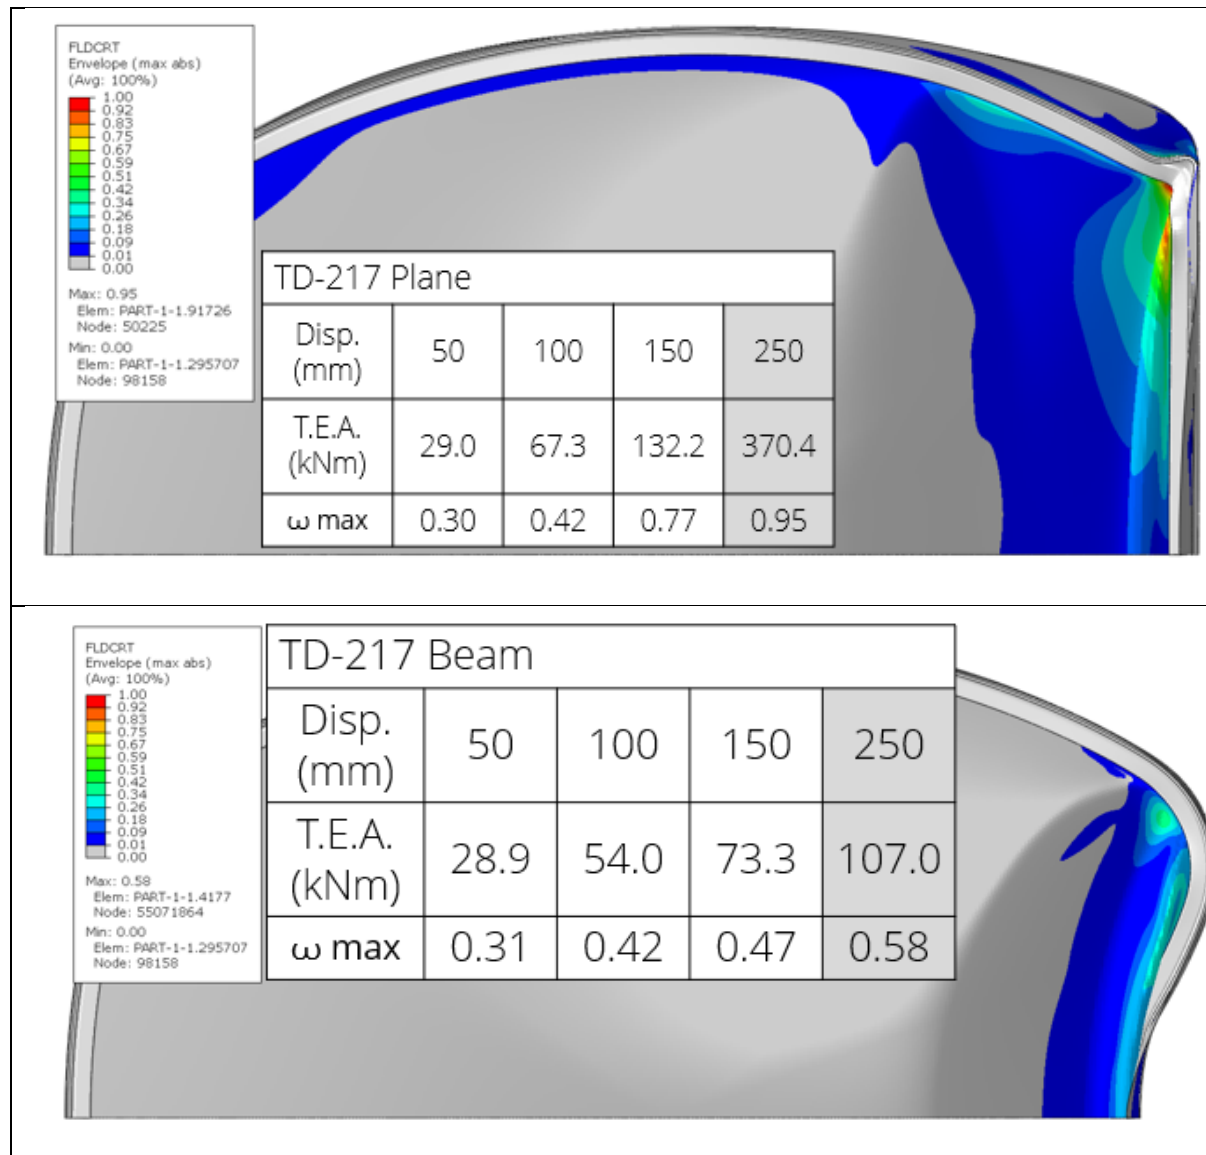 FLDCRT
Envelope (max abs)
(Avg: 100%)
1.00
0.92
0.83
0.75
0.67
0.59
0.51
0.42
0.34
0.26
0.18
0.09
0.01
0.00
Max: 0.95
Elem: PART-1-1.91726
Node: 50225
Min: 0.00
Elem: PART-1-1.295707
Node: 98158
TD-217 Plane
Disp. (mm) 50 100 150 250
T.E.A. (kNm) 29.0 67.3 132.2 370.4
ω max 0.30 0.42 0.77 0.95
FLDCRT
Envelope (max abs)
(Avg: 100%)
1.00
0.92
0.83
0.75
0.67
0.59
0.51
0.42
0.34
0.26
0.18
0.09
0.01
0.00
Max: 0.58
Elem: PART-1-1.4177
Node: 55071864
Min: 0.00
Elem: PART-1-1.295707
Node: 98158
TD-217 Beam
Disp. (mm) 50 100 150 250
T.E.A. (kNm) 28.9 54.0 73.3 107.0
ω max 0.31 0.42 0.47 0.58